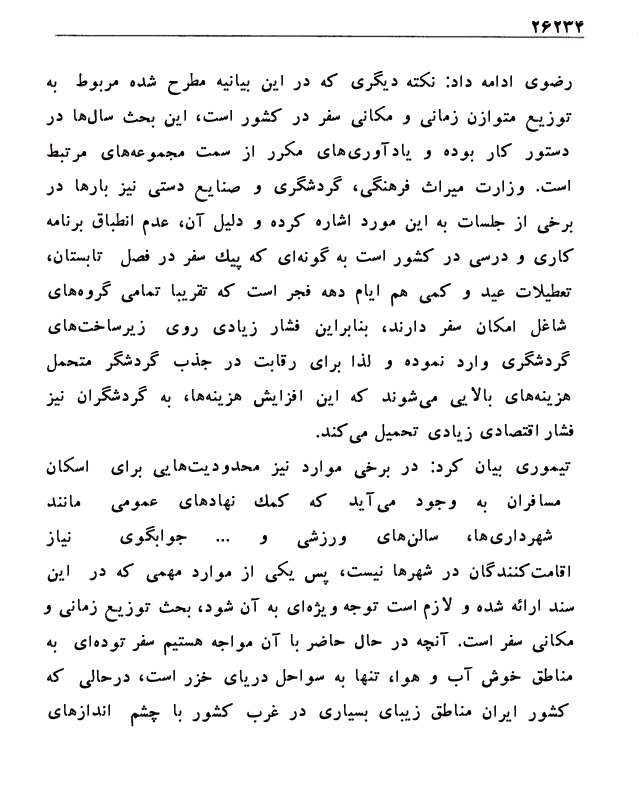 ۲۶۲۳۴
رضوی ادامه داد: نکته دیگری که در این بیانیه مطرح شده مربوط به
توزیع متوازن زمانی و مکانی سفر در کشور است، این بحث سال‌ها در
دستور کار بوده و یادآوری‌های مکرر از سمت مجموعه‌های مرتبط
است. وزارت میراث فرهنگی، گردشگری و صنایع دستی نیز بارها در
برخی از جلسات به این مورد اشاره کرده و دلیل آن، عدم انطباق برنامه
کاری و درسی در کشور است به گونه‌ای که پیك سفر در فصل تابستان،
تعطیلات عید و کمی هم ایام دهه فجر است که تقریبا تمامی گروه‌های
شاغل امکان سفر دارند، بنابراین فشار زیادی روی زیرساخت‌های
گردشگری وارد نموده و لذا برای رقابت در جذب گردشگر متحمل
هزینه‌های بالایی می‌شوند که این افزایش هزینه‌ها، به گردشگران نیز
فشار اقتصادی زیادی تحمیل می‌کند.
تیموری بیان کرد: در برخی موارد نیز محدودیت‌هایی برای اسکان
مسافران به وجود می‌آید که کمك نهادهای عمومی مانند
شهرداری‌ها، سالن‌های ورزشی و ... جوابگوی نیاز
اقامت‌کنندگان در شهرها نیست، پس یکی از موارد مهمی که در این
سند ارائه شده و لازم است توجه ویژه‌ای به آن شود، بحث توزیع زمانی و
مکانی سفر است. آنچه در حال حاضر با آن مواجه هستیم سفر توده‌ای به
مناطق خوش آب و هوا، تنها به سواحل دریای خزر است، درحالی که
کشور ایران مناطق زیبای بسیاری در غرب کشور با چشم اندازهای